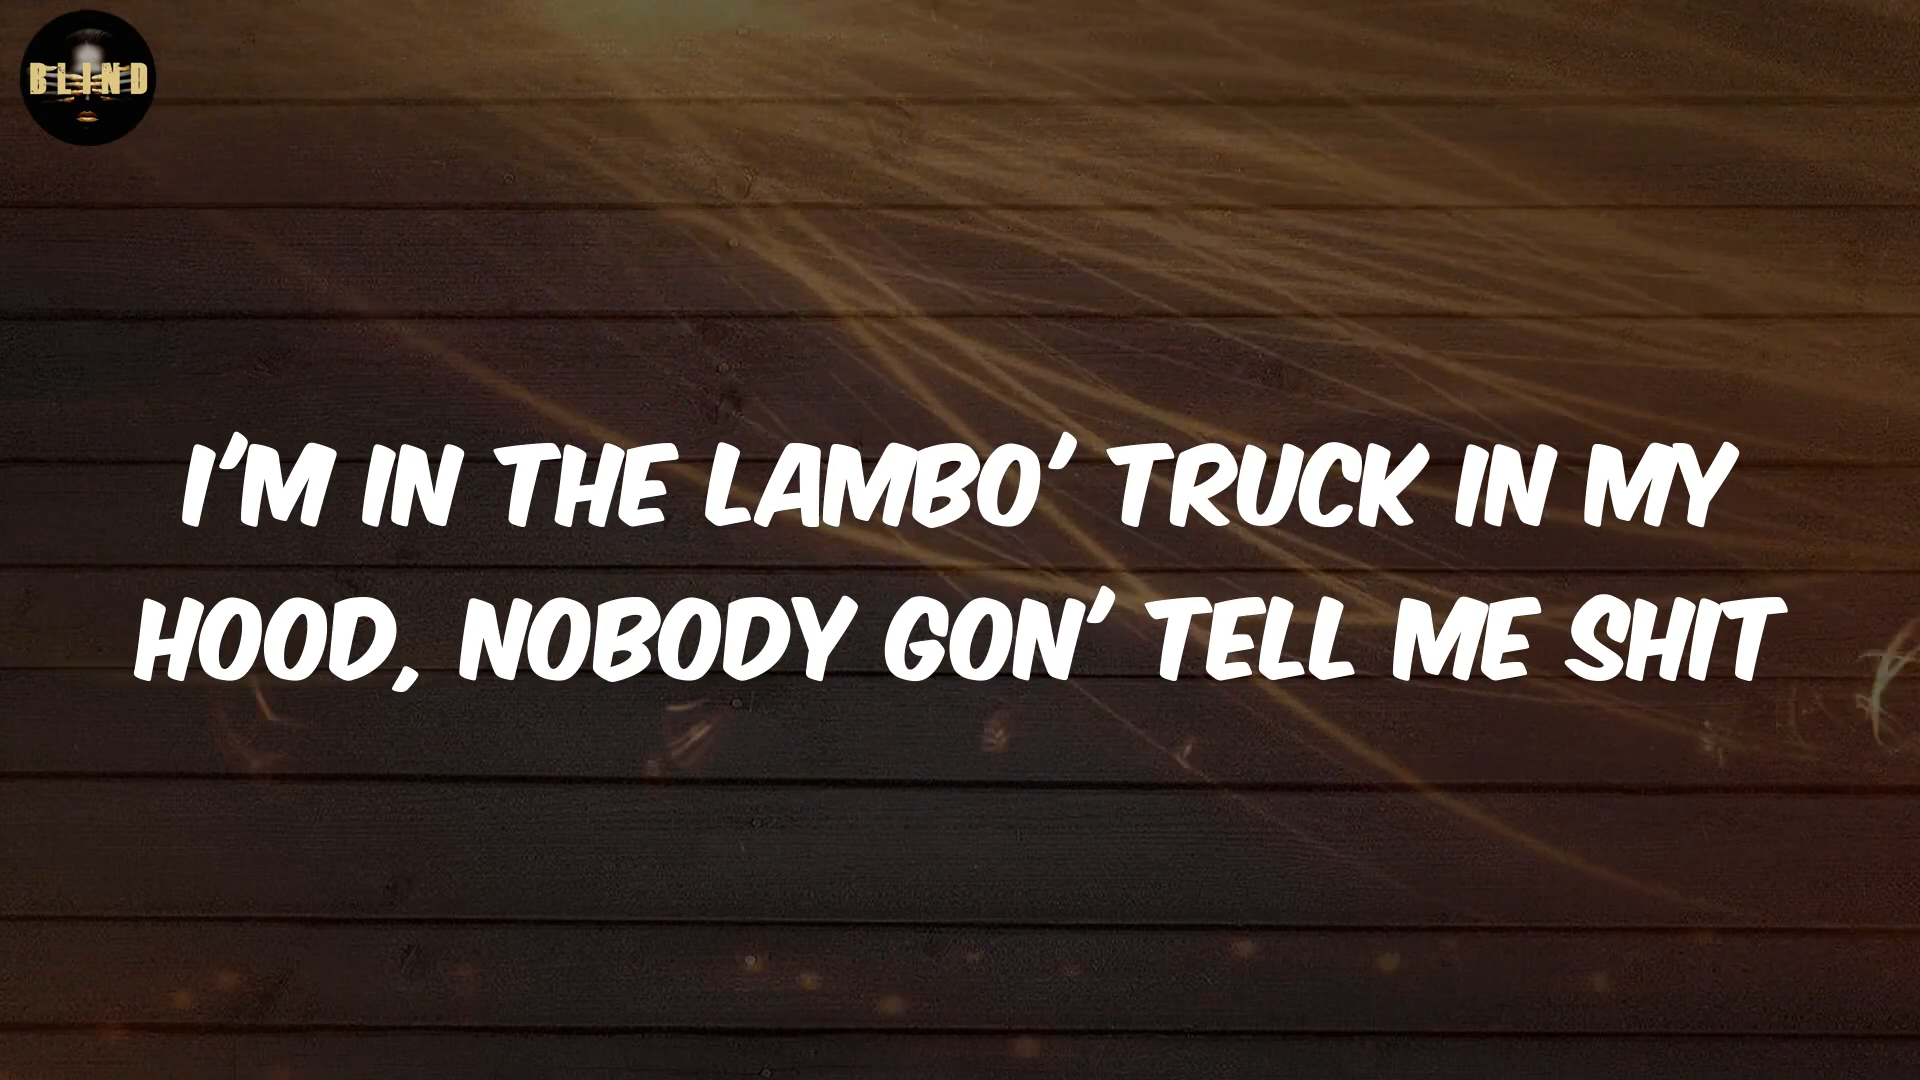 BLIND
I'M IN THE LAMBO' TRUCK IN MY
HOOD, NOBODY GON' TELL ME SHIT